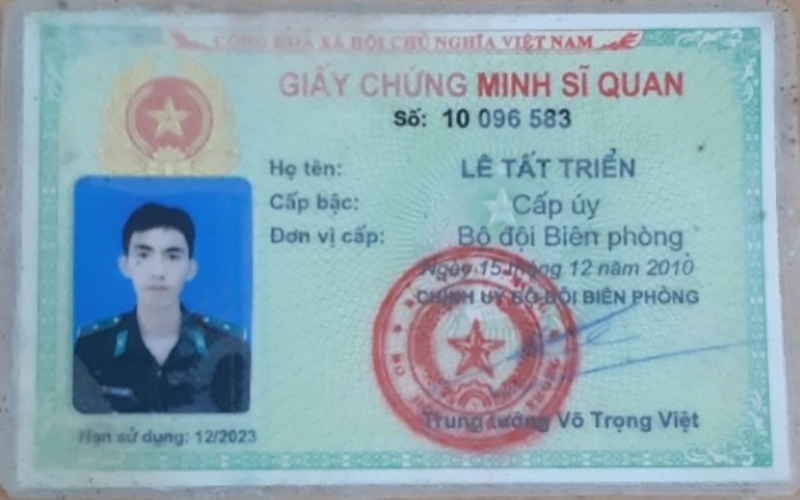 CỘNG HOÀ XÃ HỘI CHỦ NGHĨA VIỆT NAM
GIẤY CHỨNG MINH SĨ QUAN
Số: 10 096 583
Họ tên: LÊ TẤT TRIỂN
Cấp bậc: Cấp úy
Đơn vị cấp: Bộ đội Biên phòng
Ngày 15 tháng 12 năm 2010
CHÍNH UỶ BỘ ĐỘI BIÊN PHÒNG
Trung tướng Võ Trọng Việt
Hạn sử dụng: 12/2023